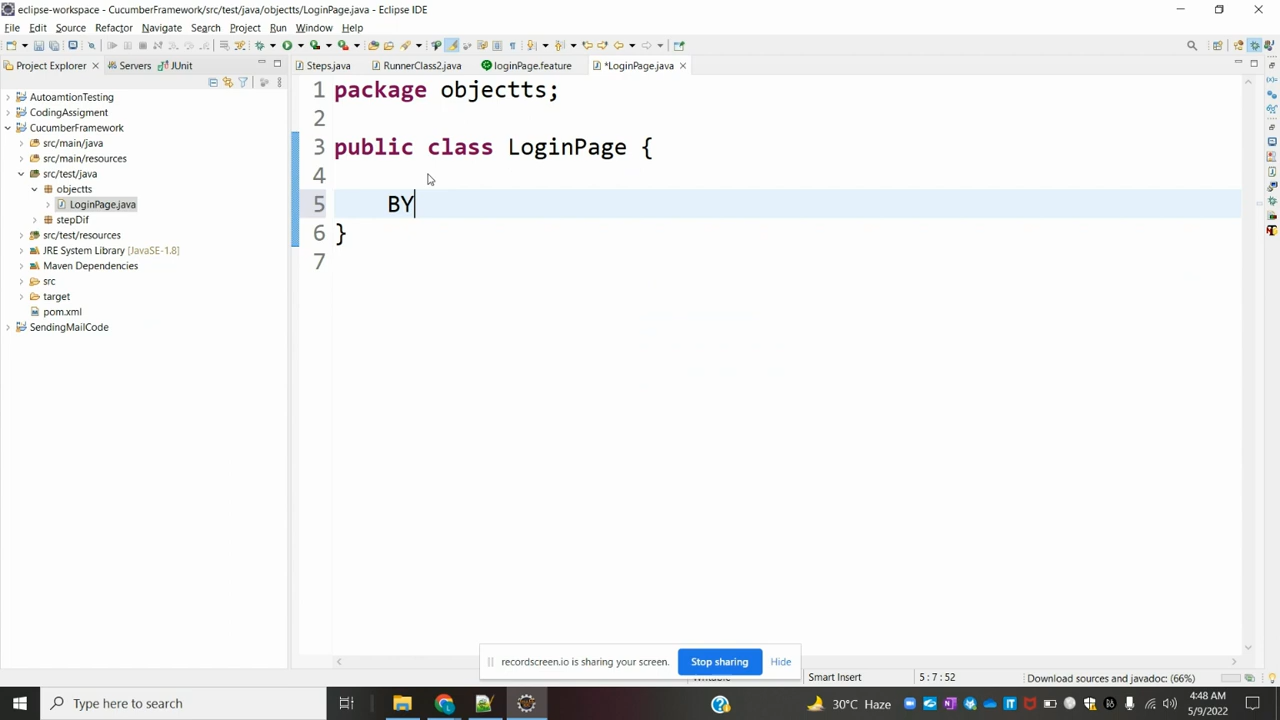 eclipse-workspace - CucumberFramework/src/test/java/objectts/LoginPage.java - Eclipse IDE
File Edit Source Refactor Navigate Search Project Run Window Help
Project Explorer Servers JUnit
Steps.java RunnerClass2.java loginPage.feature *LoginPage.java
AutoamtionTesting
CodingAssigment
CucumberFramework
src/main/java
src/main/resources
src/test/java
objectts
LoginPage.java
stepDif
src/test/resources
JRE System Library [JavaSE-1.8]
Maven Dependencies
src
target
pom.xml
SendingMailCode
1 package objectts;
2
3 public class LoginPage {
4
5 BY
6 }
7
recordscreen.io is sharing your screen. Stop sharing Hide
Writable Smart Insert 5 : 7 : 52 Download sources and javadoc: (66%)
Type here to search 30°C Haze 4:48 AM
5/9/2022